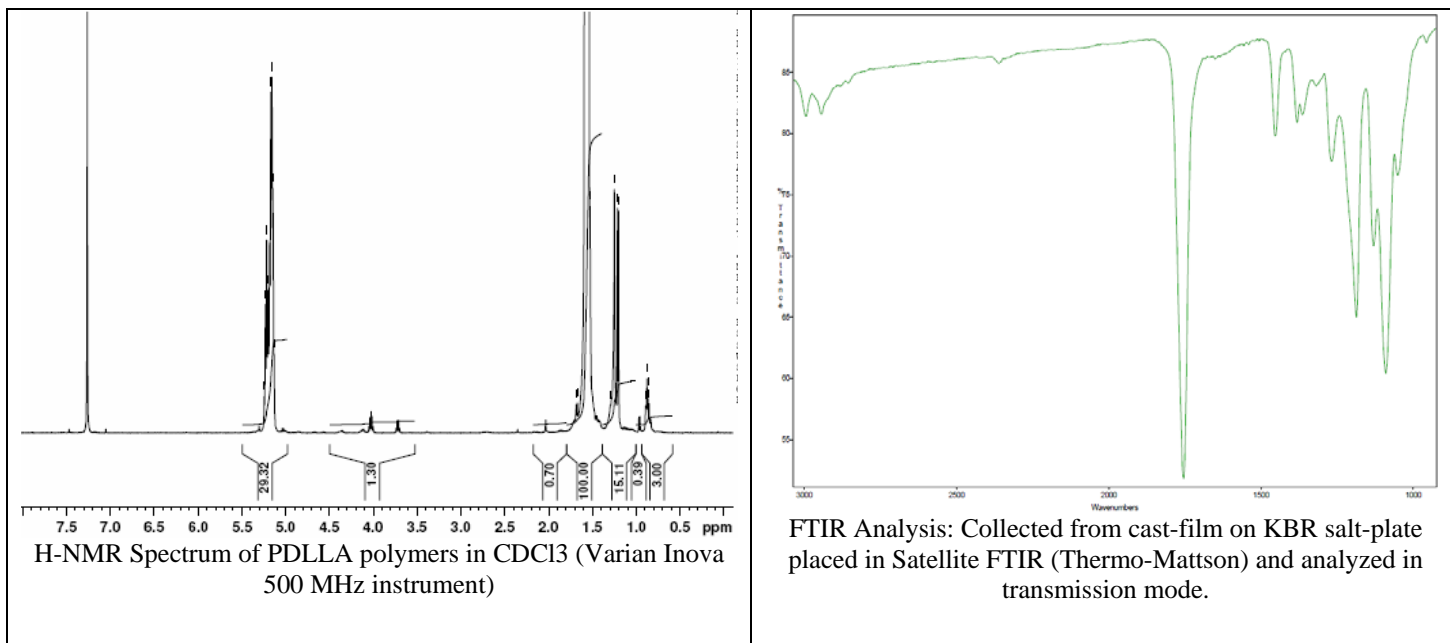 29.32
1.30
0.70
100.00
15.11
0.39
3.00
7.5 7.0 6.5 6.0 5.5 5.0 4.5 4.0 3.5 3.0 2.5 2.0 1.5 1.0 0.5 ppm
H-NMR Spectrum of PDLLA polymers in CDCl3 (Varian Inova
500 MHz instrument)
85
80
75
%Transmittance
70
65
60
55
3000 2500 2000 1500 1000
Wavenumbers
FTIR Analysis: Collected from cast-film on KBR salt-plate
placed in Satellite FTIR (Thermo-Mattson) and analyzed in
transmission mode.